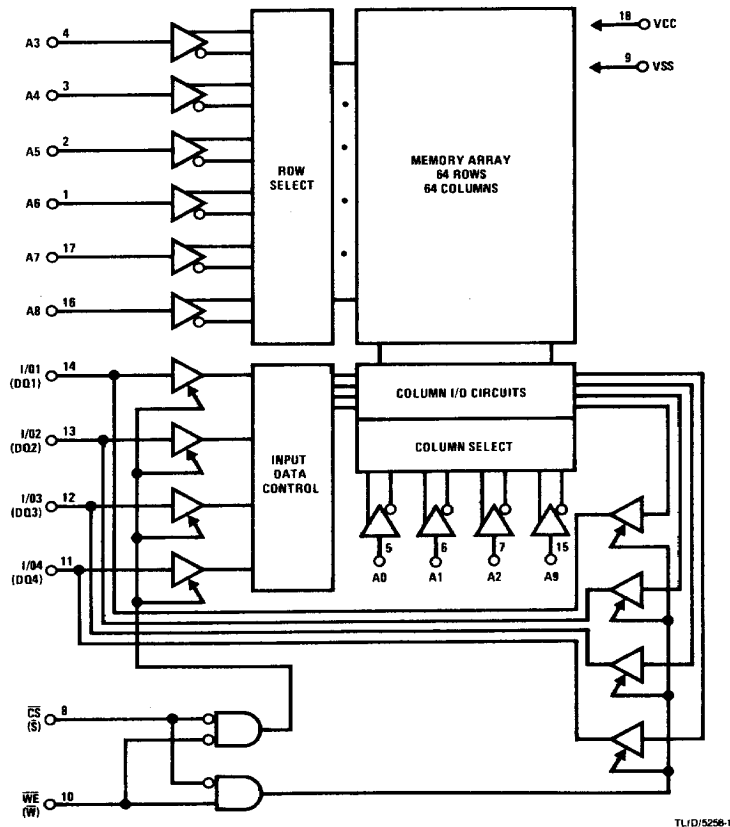 A3 4
A4 3
A5 2
A6 1
A7 17
A8 16
ROW
SELECT
MEMORY ARRAY
64 ROWS
64 COLUMNS
18 VCC
9 VSS
I/O1 14
(DQ1)
I/O2 13
(DQ2)
I/O3 12
(DQ3)
I/O4 11
(DQ4)
INPUT
DATA
CONTROL
COLUMN I/O CIRCUITS
COLUMN SELECT
5 6 7 15
A0 A1 A2 A9
C̅S̅ 8
(S̅)
W̅E̅ 10
(W̅)
TL/D/5258-1